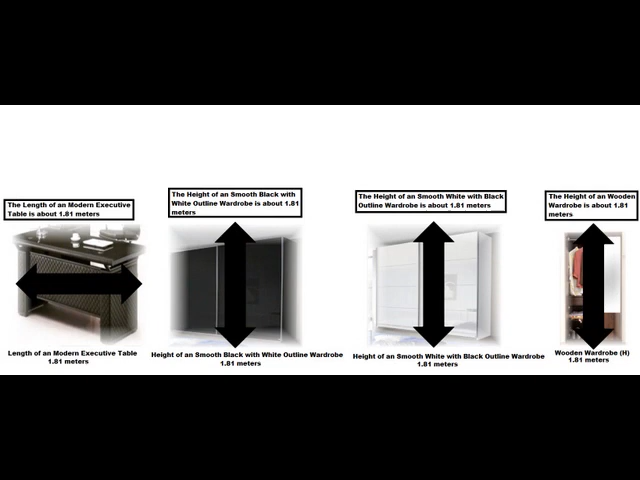 The Length of an Modern Executive
Table is about 1.81 meters
The Height of an Smooth Black with
White Outline Wardrobe is about 1.81
meters
The Height of an Smooth White with Black
Outline Wardrobe is about 1.81 meters
The Height of an Wooden
Wardrobe is about 1.81
meters
Length of an Modern Executive Table
1.81 meters
Height of an Smooth Black with White Outline Wardrobe
1.81 meters
Height of an Smooth White with Black Outline Wardrobe
1.81 meters
Wooden Wardrobe (H)
1.81 meters